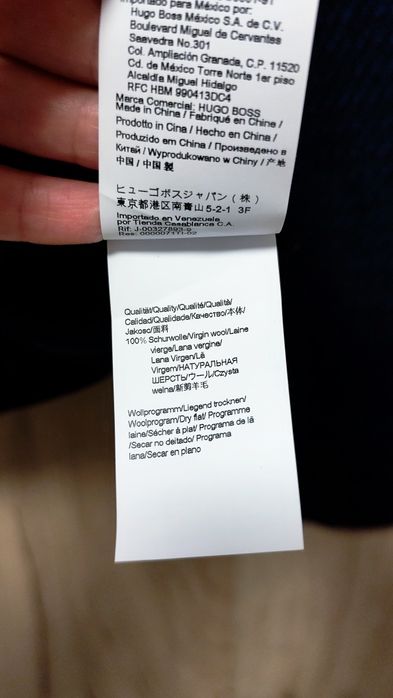 Importado para México por:
Hugo Boss México S.A. de C.V.
Boulevard Miguel de Cervantes
Saavedra No.301
Col. Ampliación Granada, C.P. 11520
Cd. de México Torre Norte 1er piso
Alcaldía Miguel Hidalgo
RFC HBM 990413DC4
Marca Comercial: HUGO BOSS
Made in China / Fabriqué en Chine /
Prodotto in Cina / Hecho en China /
Produzido em China / Произведено в
Китай / Wyprodukowano w Chiny / 产地
中国 / 中国 製
ヒューゴボスジャパン(株)
東京都港区南青山5-2-1 3F
Importado en Venezuela
por Tienda Casablanca C.A.
Rif: J-00327893-9
Qualität/Quality/Qualité/Qualità/
Calidad/Qualidade/Качество/本体/
Jakosc/面料
100% Schurwolle/Virgin wool/Laine
vierge/Lana vergine/
Lana Virgen/Lã
Virgem/НАТУРАЛЬНАЯ
ШЕРСТЬ/ウール/Czysta
welna/新剪羊毛
Wollprogramm/Liegend trocknen/
Woolprogram/Dry flat/ Programme
laine/Sécher à plat/ Programa de lã
/Secar no deitado/ Programa
lana/Secar en plano